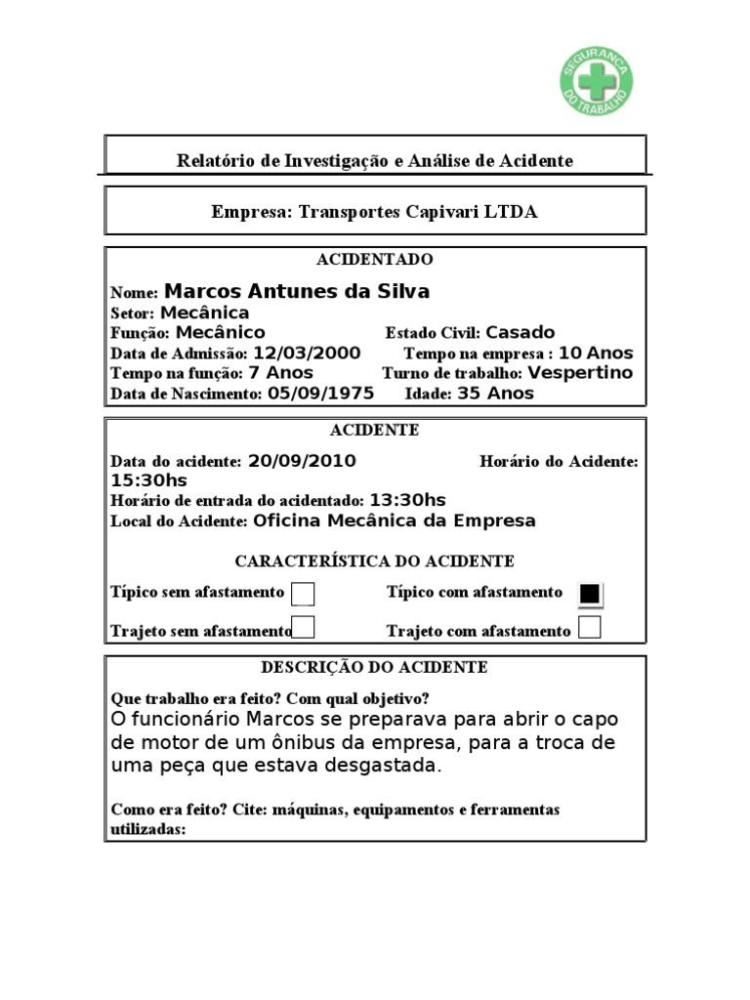 SEGURANCA
DO TRABALHO
Relatório de Investigação e Análise de Acidente
Empresa: Transportes Capivari LTDA
ACIDENTADO
Nome: Marcos Antunes da Silva
Setor: Mecânica
Função: Mecânico Estado Civil: Casado
Data de Admissão: 12/03/2000 Tempo na empresa : 10 Anos
Tempo na função: 7 Anos Turno de trabalho: Vespertino
Data de Nascimento: 05/09/1975 Idade: 35 Anos
ACIDENTE
Data do acidente: 20/09/2010 Horário do Acidente:
15:30hs
Horário de entrada do acidentado: 13:30hs
Local do Acidente: Oficina Mecânica da Empresa
CARACTERÍSTICA DO ACIDENTE
Típico sem afastamento Típico com afastamento
Trajeto sem afastamento Trajeto com afastamento
DESCRIÇÃO DO ACIDENTE
Que trabalho era feito? Com qual objetivo?
O funcionário Marcos se preparava para abrir o capo
de motor de um ônibus da empresa, para a troca de
uma peça que estava desgastada.
Como era feito? Cite: máquinas, equipamentos e ferramentas
utilizadas: